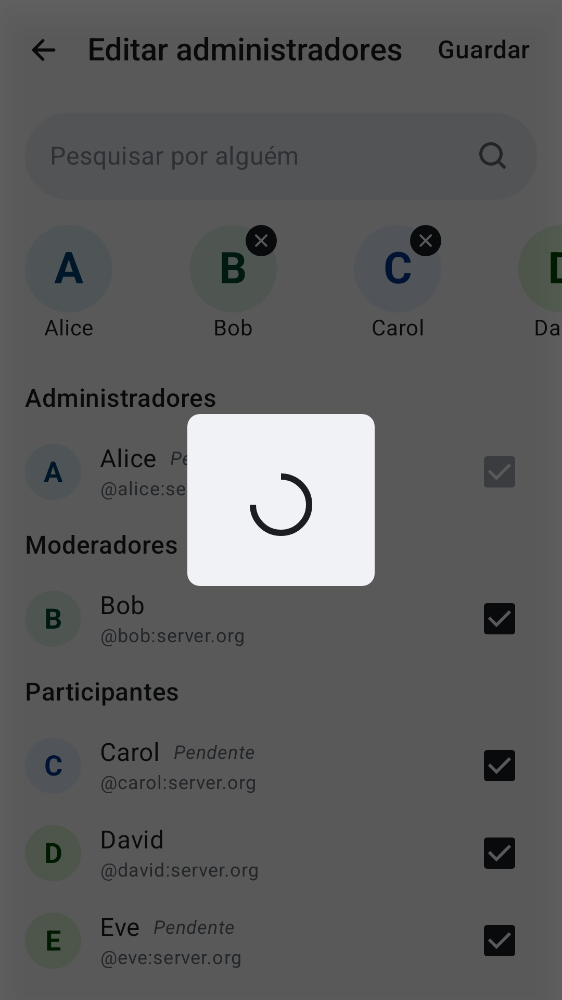 Editar administradores
Guardar
Pesquisar por alguém
A
B
C
D
Alice
Bob
Carol
Da
Administradores
A
Alice
@alice:se
Moderadores
B
Bob
@bob:server.org
Participantes
C
Carol Pendente
@carol:server.org
D
David
@david:server.org
E
Eve Pendente
@eve:server.org